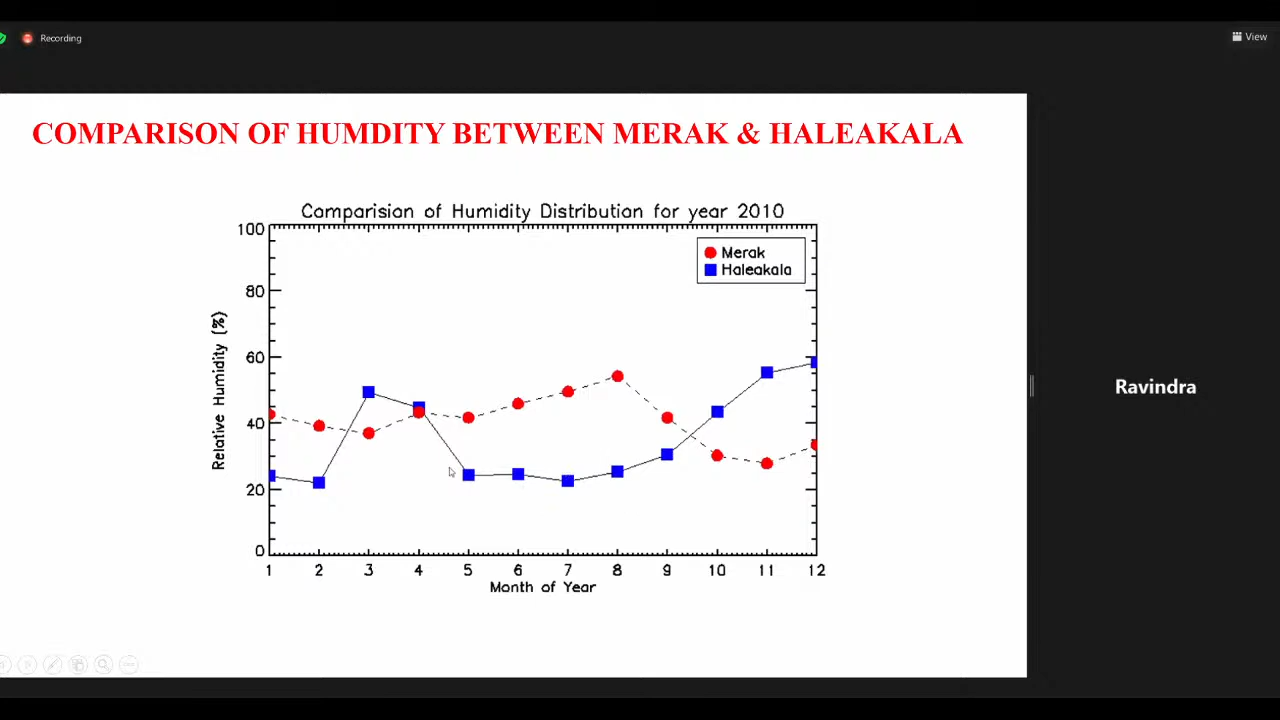 Recording
View
COMPARISON OF HUMDITY BETWEEN MERAK & HALEAKALA
Comparision of Humidity Distribution for year 2010
100
80
60
40
20
0
Relative Humidity (%)
Merak
Haleakala
1 2 3 4 5 6 7 8 9 10 11 12
Month of Year
Ravindra